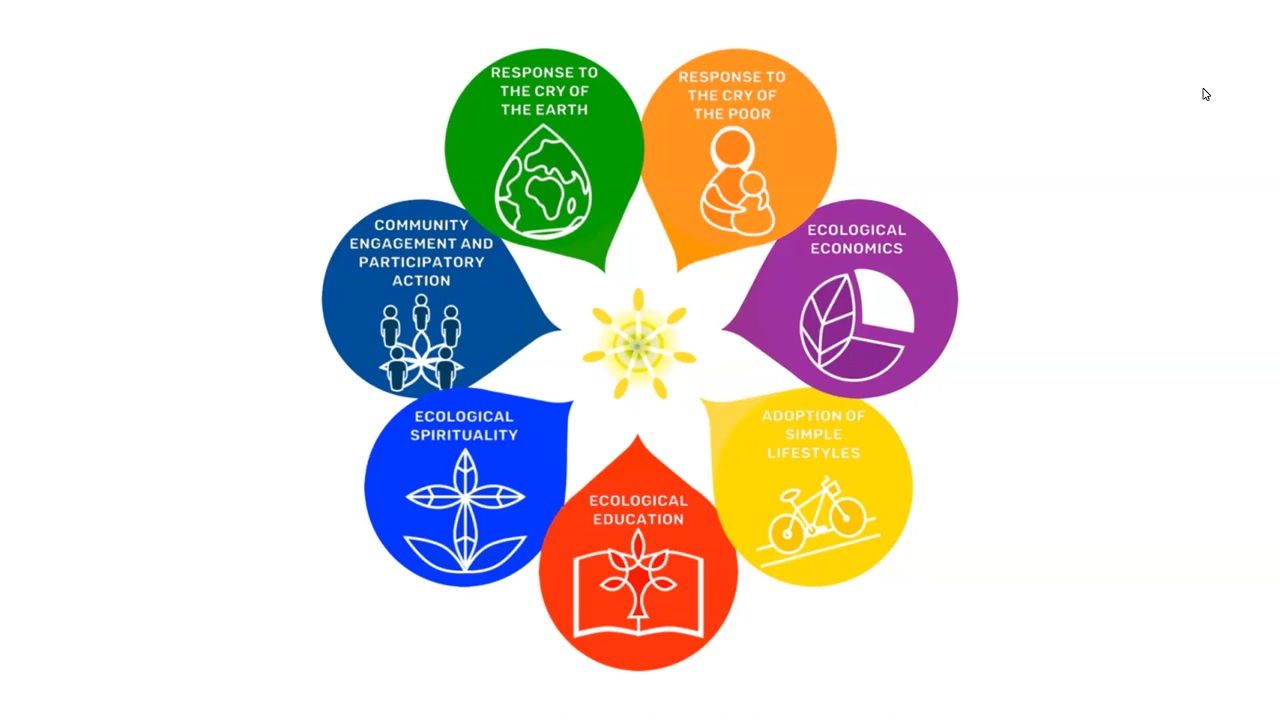 RESPONSE TO
THE CRY OF
THE EARTH
RESPONSE TO
THE CRY OF
THE POOR
ECOLOGICAL
ECONOMICS
ADOPTION OF
SIMPLE
LIFESTYLES
ECOLOGICAL
EDUCATION
ECOLOGICAL
SPIRITUALITY
COMMUNITY
ENGAGEMENT AND
PARTICIPATORY
ACTION